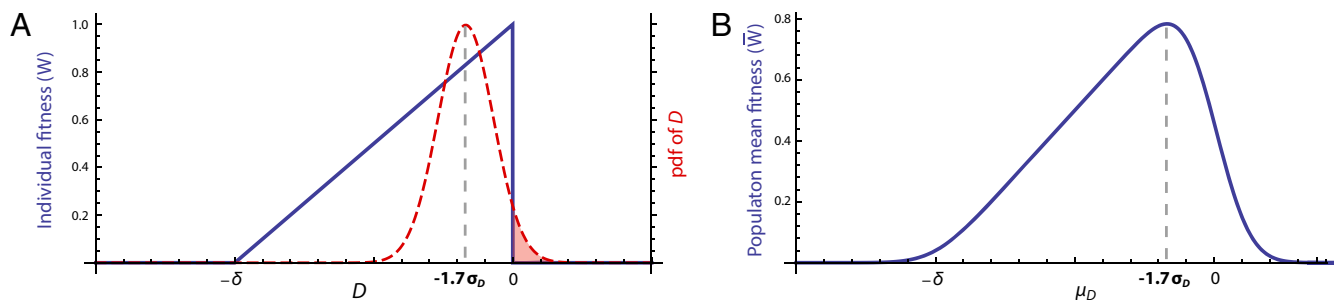 A
B
Individual fitness (W)
1.0
0.8
0.6
0.4
0.2
pdf of D
−δ
D
-1.7σD
0
Populaton mean fitness (W̅)
0.8
0.6
0.4
0.2
−δ
μD
-1.7σD
0